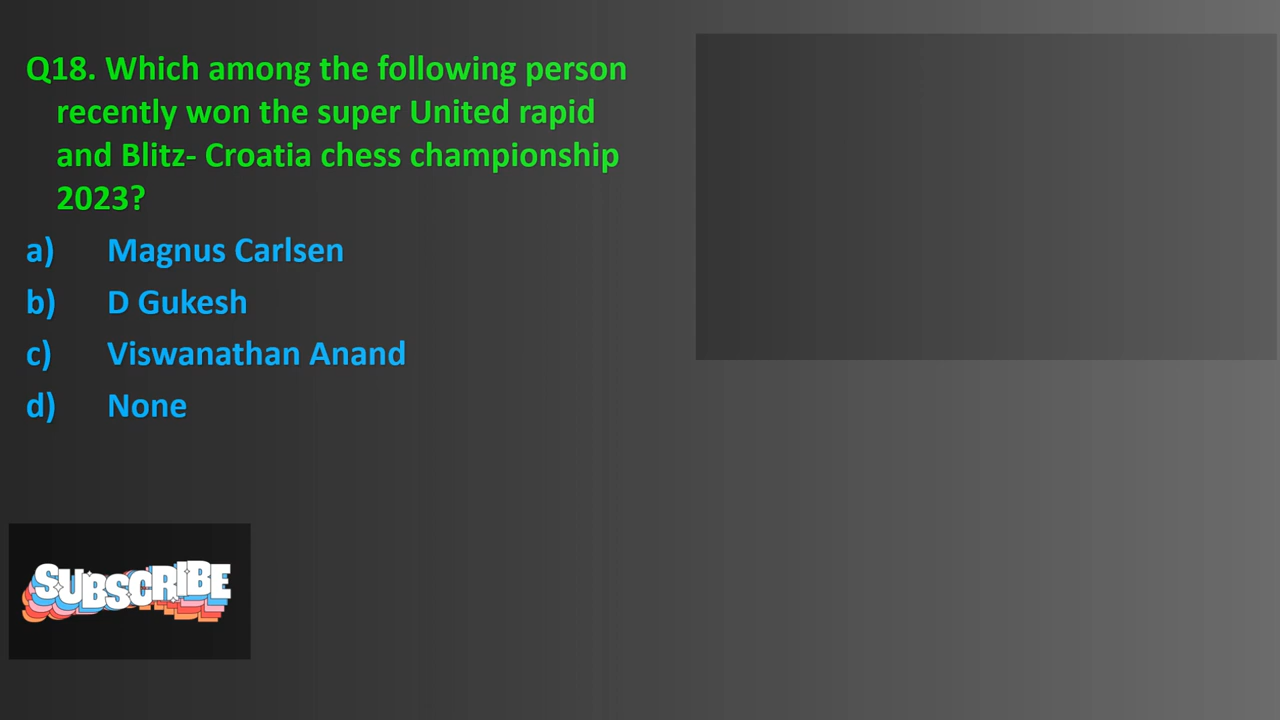 Q18. Which among the following person
recently won the super United rapid
and Blitz- Croatia chess championship
2023?
a) Magnus Carlsen
b) D Gukesh
c) Viswanathan Anand
d) None
SUBSCRIBE